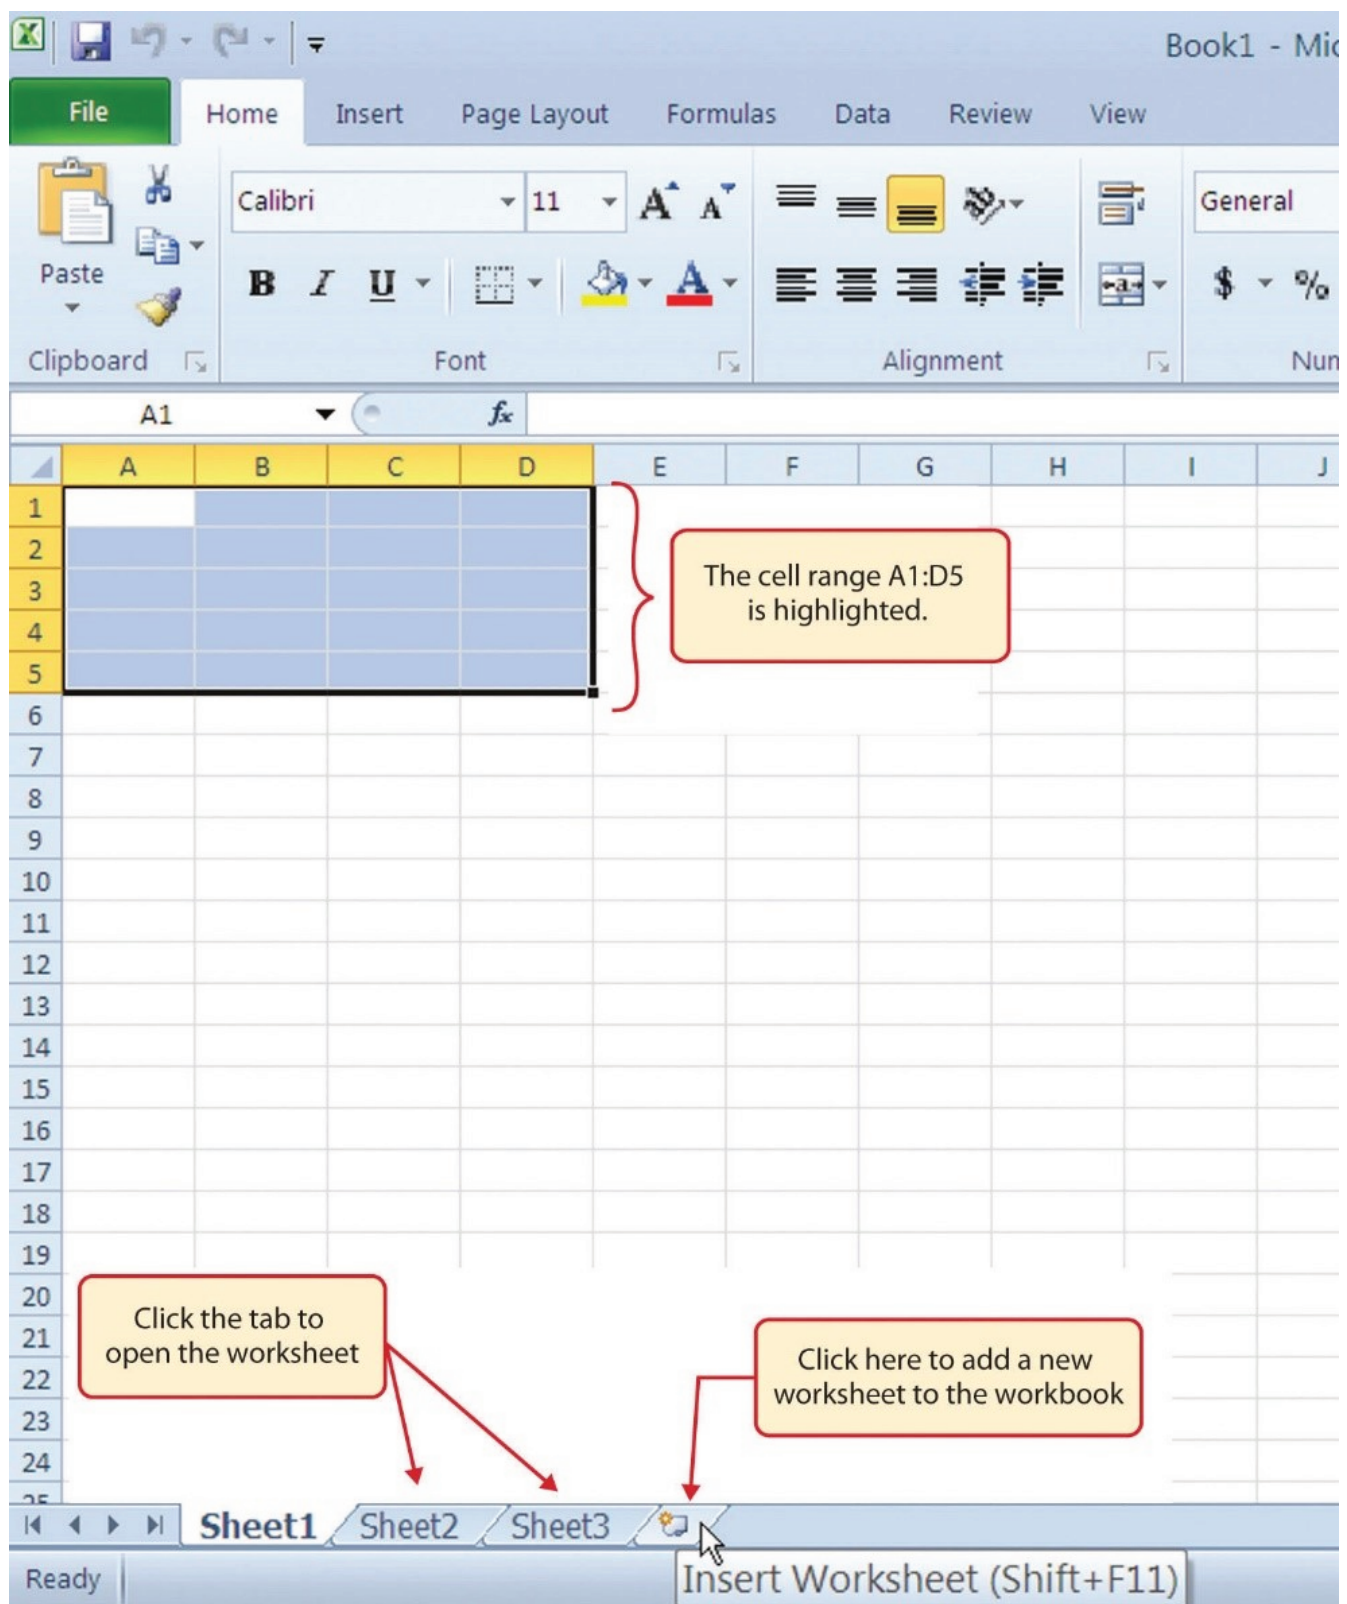 Book1 - Mic
File Home Insert Page Layout Formulas Data Review View
Calibri 11 A A General
Paste B I U A a $ %
Clipboard Font Alignment Num
A1 fx
A B C D E F G H I J
1
2
3
4
5
The cell range A1:D5
is highlighted.
6
7
8
9
10
11
12
13
14
15
16
17
18
19
20
21
22
23
24
25
Click the tab to
open the worksheet
Click here to add a new
worksheet to the workbook
Sheet1 Sheet2 Sheet3
Ready Insert Worksheet (Shift+F11)